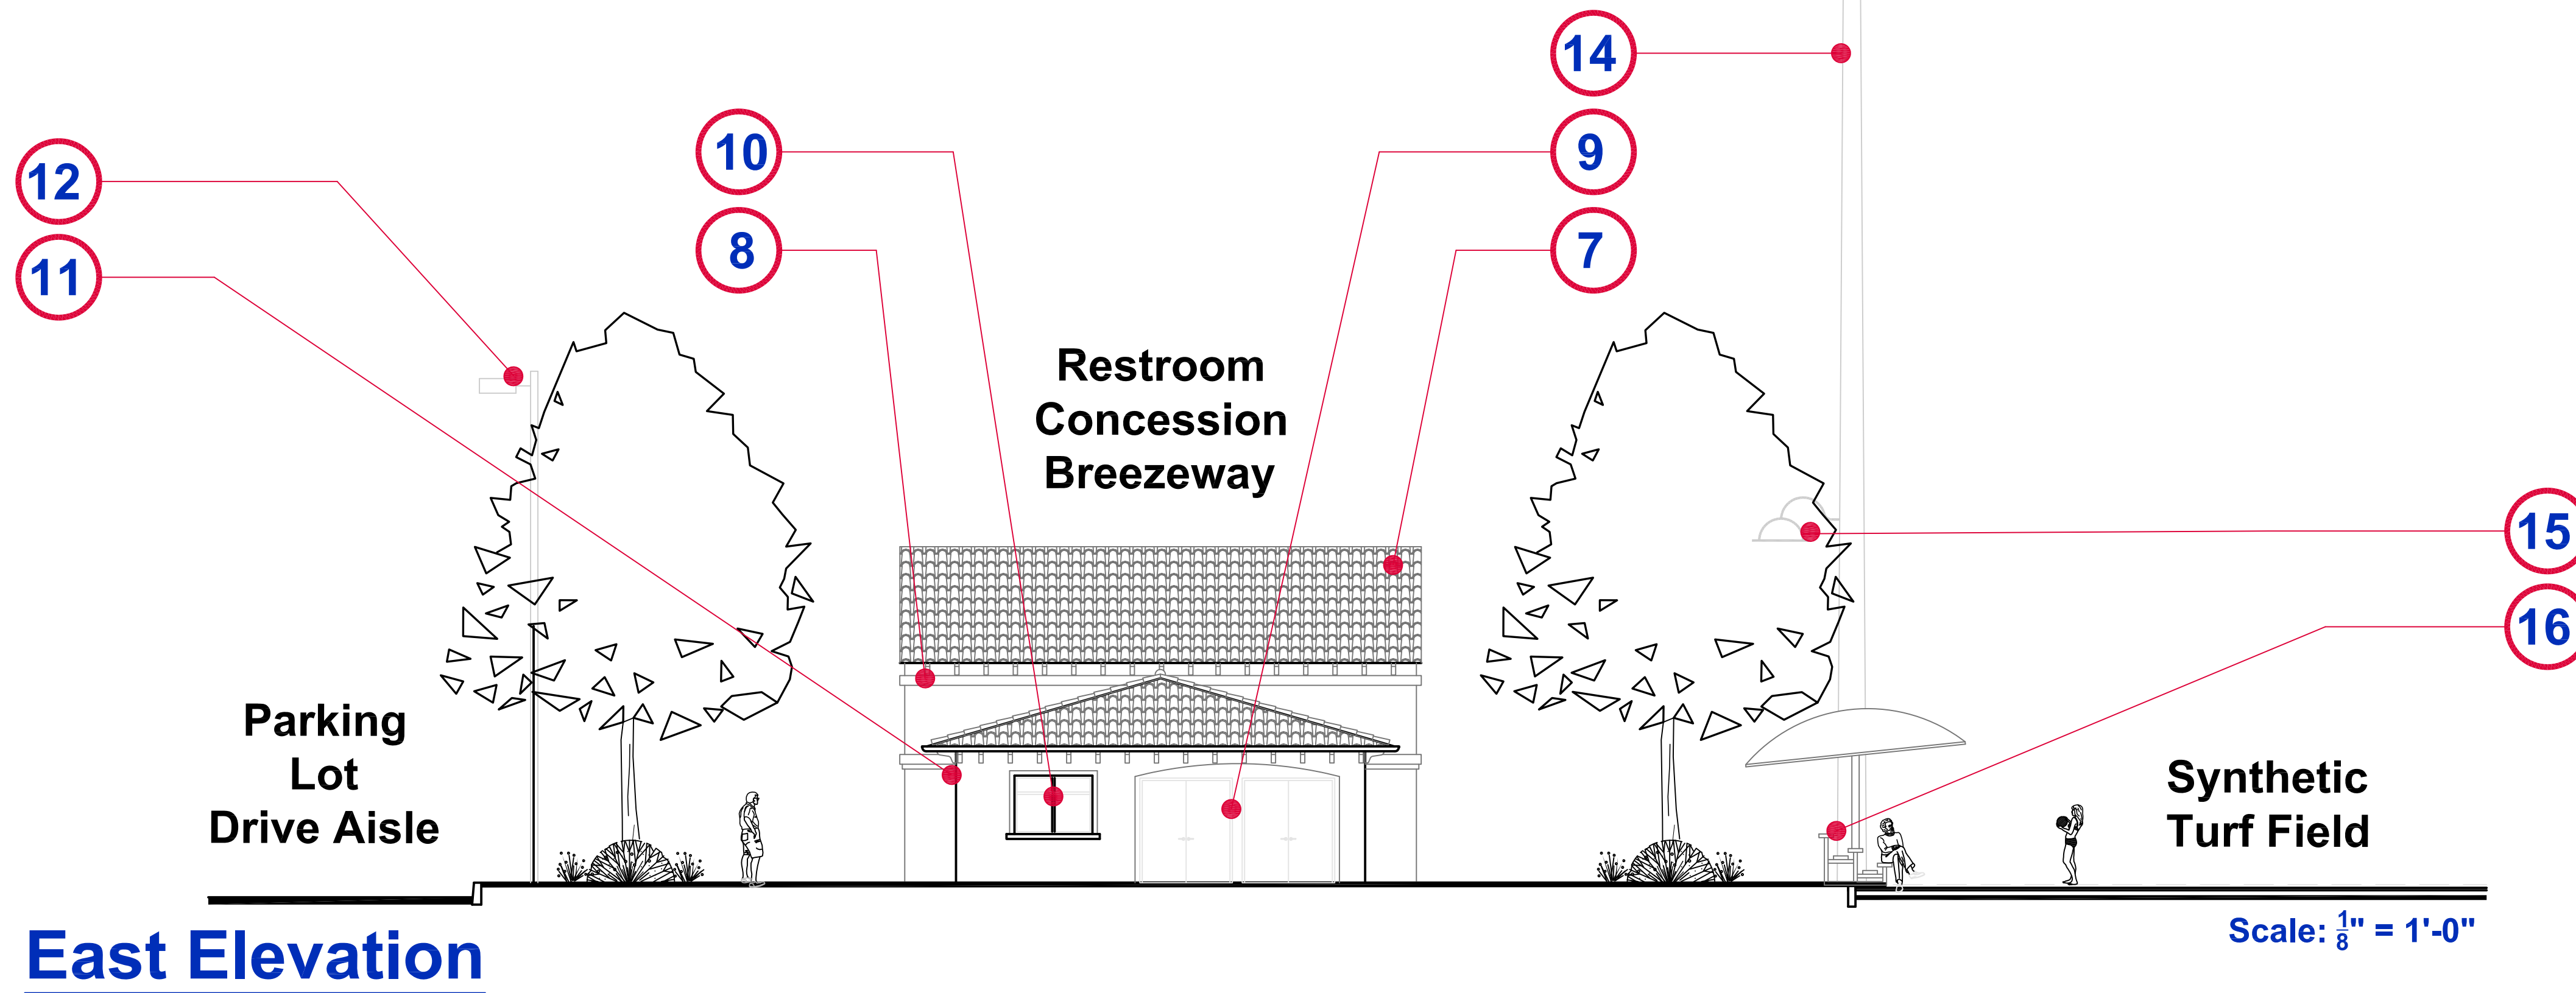 14
12
10
9
11
8
7
Restroom
Concession
Breezeway
15
16
Parking
Lot
Drive Aisle
Synthetic
Turf Field
East Elevation
Scale: 1/8" = 1'-0"